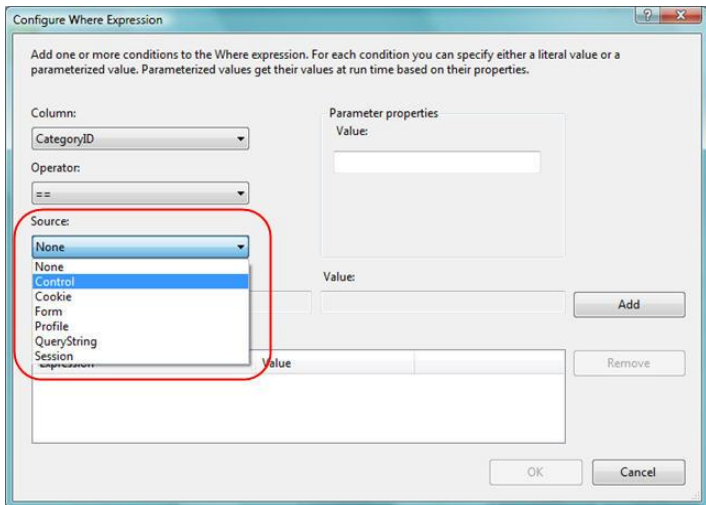 Configure Where Expression
Add one or more conditions to the Where expression. For each condition you can specify either a literal value or a
parameterized value. Parameterized values get their values at run time based on their properties.
Column:
CategoryID
Operator:
==
Source:
None
None
Control
Cookie
Form
Profile
QueryString
Session
Parameter properties
Value:
Value:
Add
Expression Value
Remove
OK Cancel